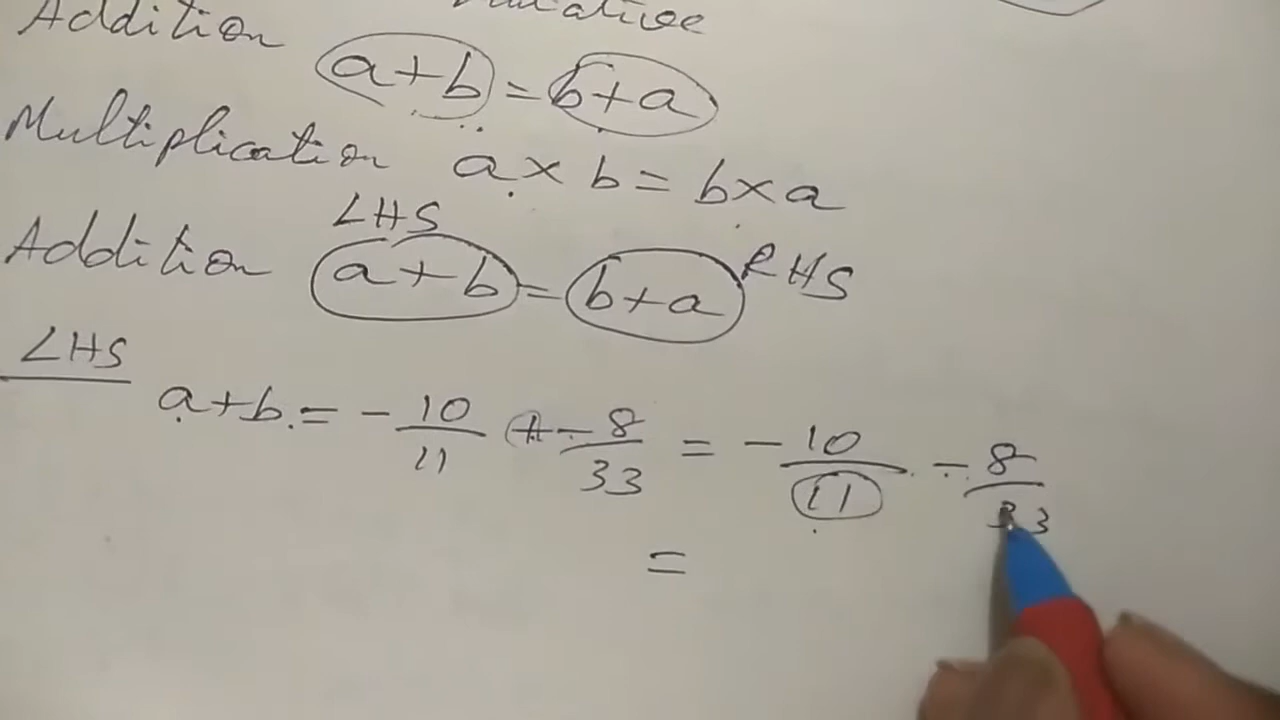 Addition
a+b = b+a
Multiplication a × b = b×a
LHS
Addition a+b = b+a RHS
LHS
a+b = -10/11 + -8/33 = -10/11 - 8/33
=